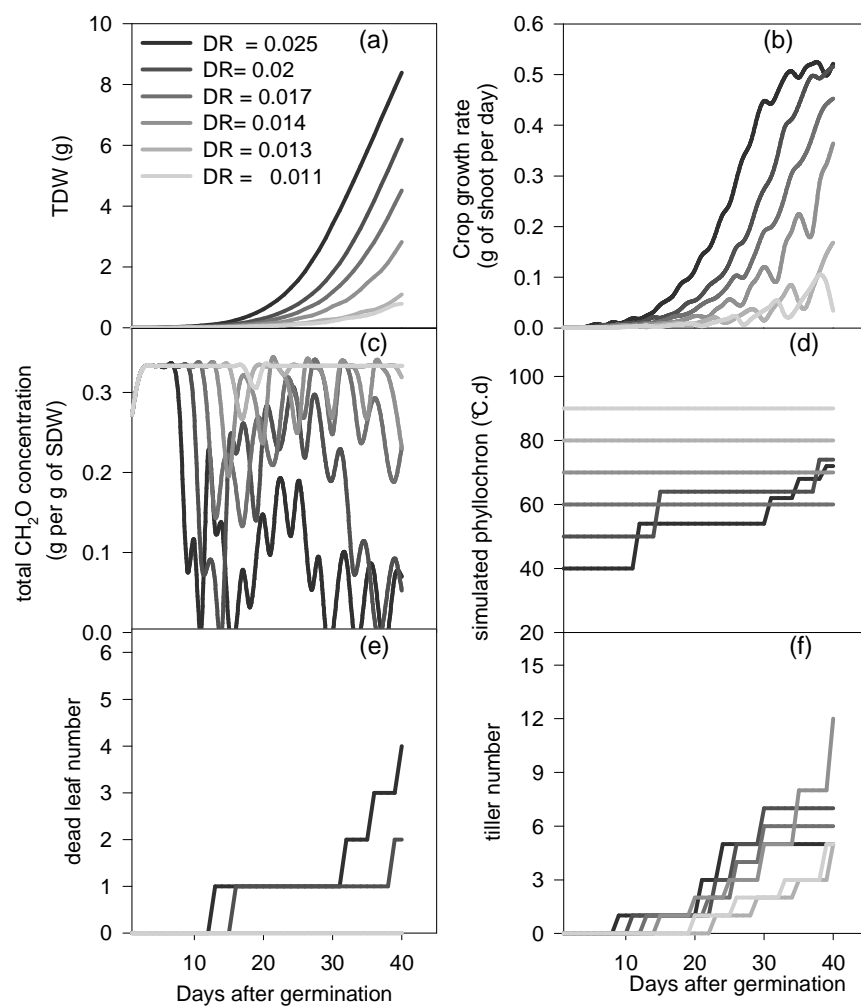 (a)
DR = 0.025
DR= 0.02
DR= 0.017
DR= 0.014
DR= 0.013
DR = 0.011
TDW (g)
10
8
6
4
2
0
(b)
Crop growth rate
(g of shoot per day)
0.6
0.5
0.4
0.3
0.2
0.1
0.0
(c)
total CH2O concentration
(g per g of SDW)
0.3
0.2
0.1
0.0
(d)
simulated phyllochron (°C.d)
100
80
60
40
20
(e)
dead leaf number
6
5
4
3
2
1
0
10
20
30
40
Days after germination
(f)
tiller number
15
12
9
6
3
0
10
20
30
40
Days after germination